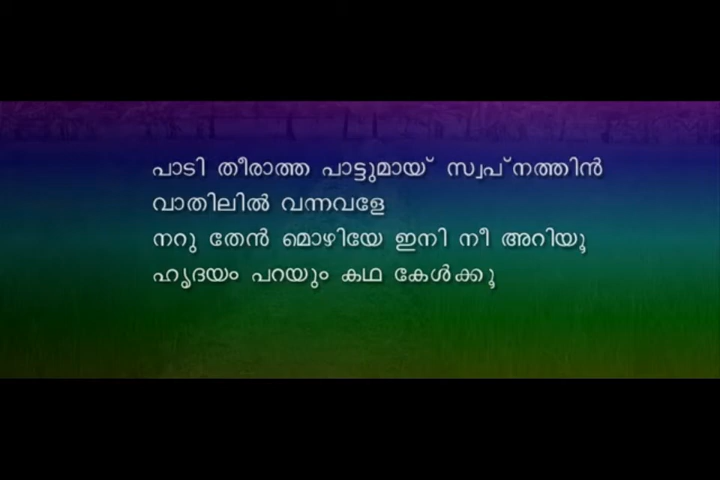 പാടി തീരാത്ത പാട്ടുമായ് സ്വപ്നത്തിൻ
വാതിലിൽ വന്നവളേ
നറു തേൻ മൊഴിയേ ഇനി നീ അറിയൂ
ഹൃദയം പറയും കഥ കേൾക്കൂ